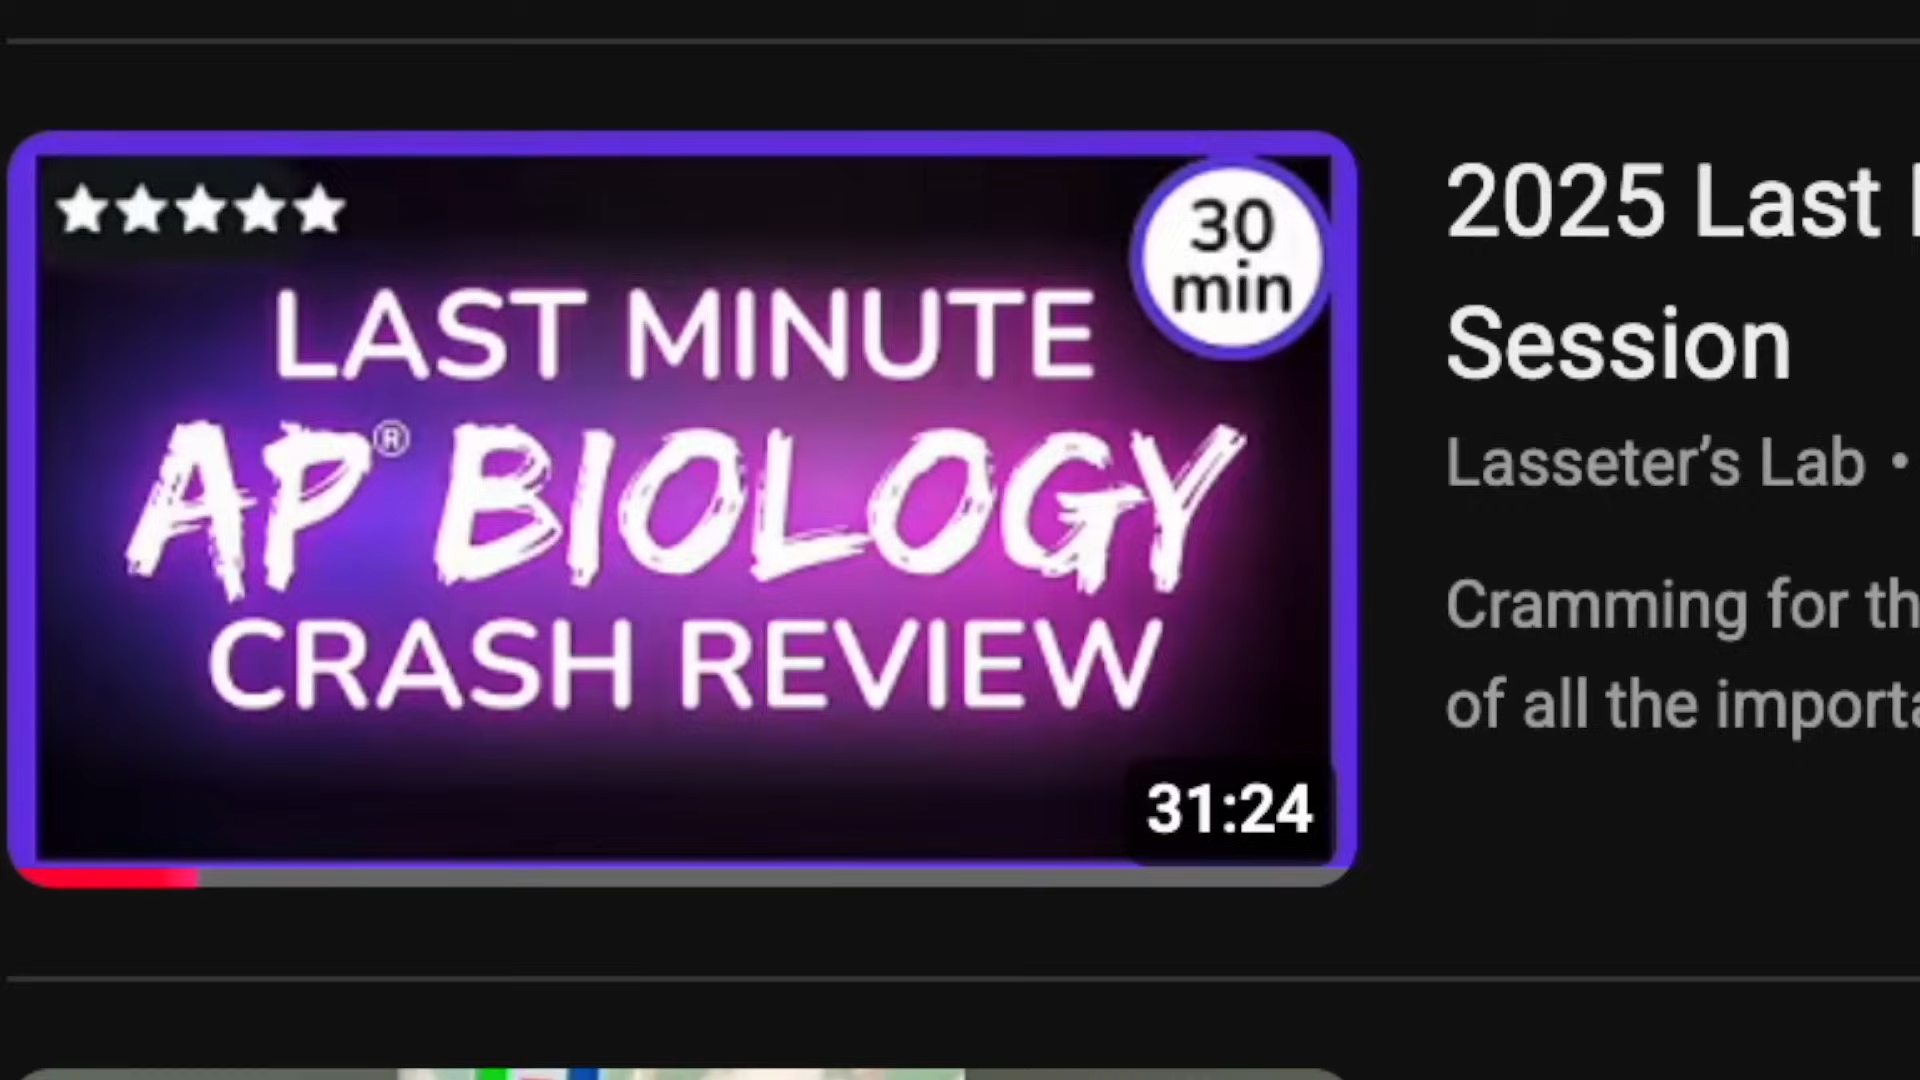 30
min
LAST MINUTE
AP® BIOLOGY
CRASH REVIEW
31:24
2025 Last
Session
Lasseter’s Lab •
Cramming for th
of all the importa